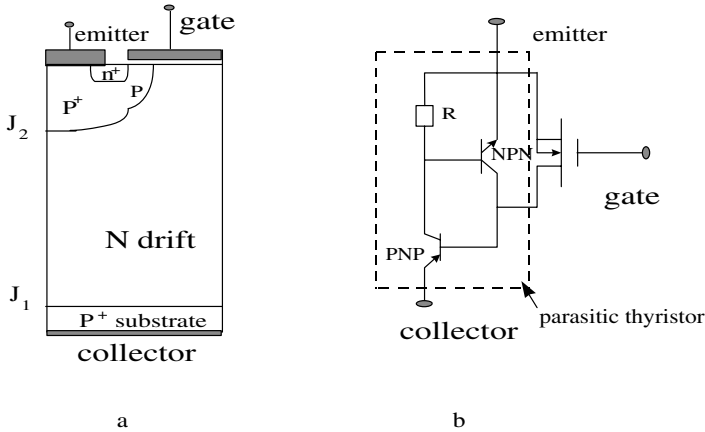 emitter
gate
n+
P+
P
J2
N drift
J1
P+ substrate
collector
a
emitter
R
NPN
gate
PNP
parasitic thyristor
collector
b